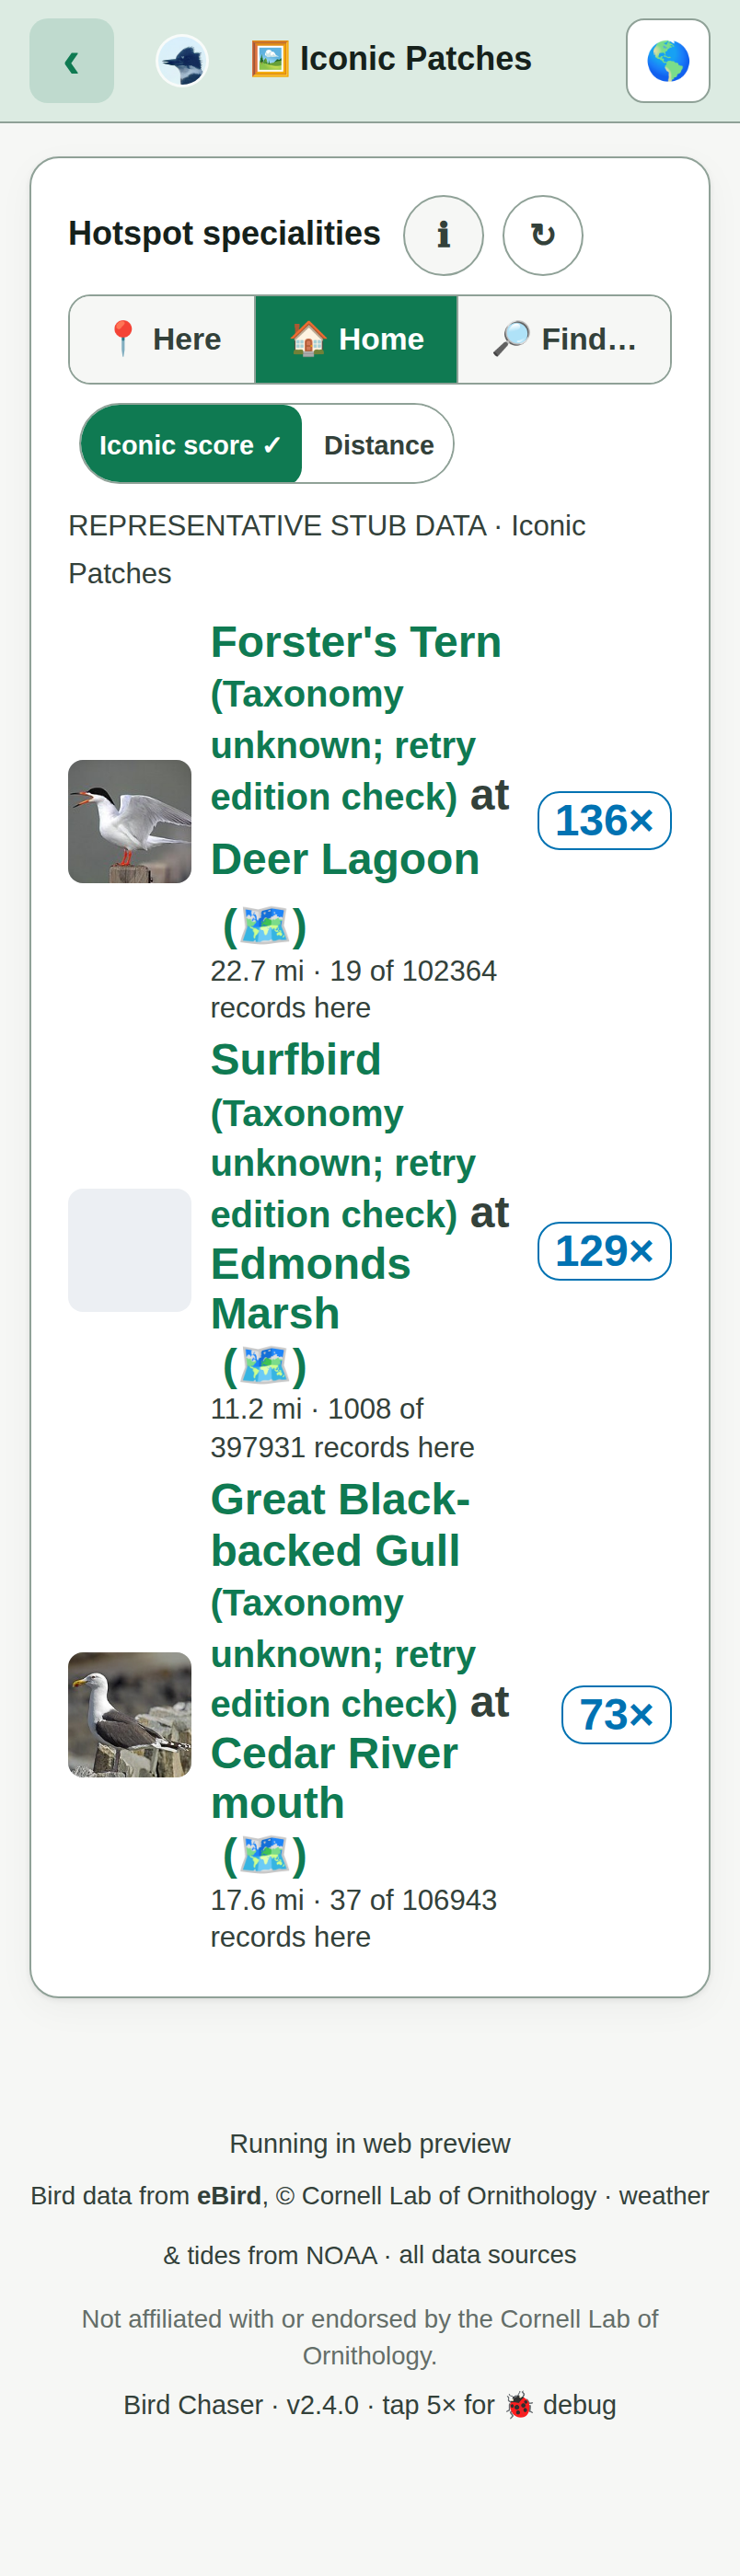 ‹ 🖼️ Iconic Patches 🌎
Hotspot specialities ℹ ↻
📍 Here 🏠 Home 🔎 Find…
Iconic score ✓ Distance
REPRESENTATIVE STUB DATA · Iconic
Patches
Forster's Tern
(Taxonomy
unknown; retry
edition check) at
Deer Lagoon
(🗺️)
22.7 mi · 19 of 102364
records here
136×
Surfbird
(Taxonomy
unknown; retry
edition check) at
Edmonds
Marsh
(🗺️)
11.2 mi · 1008 of
397931 records here
129×
Great Black-
backed Gull
(Taxonomy
unknown; retry
edition check) at
Cedar River
mouth
(🗺️)
17.6 mi · 37 of 106943
records here
73×
Running in web preview
Bird data from eBird, © Cornell Lab of Ornithology · weather
& tides from NOAA · all data sources
Not affiliated with or endorsed by the Cornell Lab of
Ornithology.
Bird Chaser · v2.4.0 · tap 5× for 🐞 debug